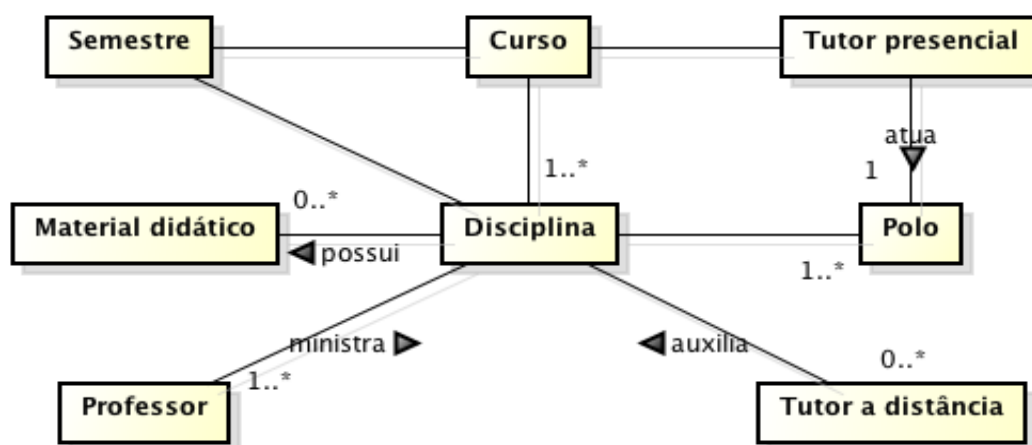 Semestre
Curso
Tutor presencial
atua
1..*
1
0..*
Material didático
Disciplina
Polo
possui
1..*
ministra
auxilia
1..*
0..*
Professor
Tutor a distância